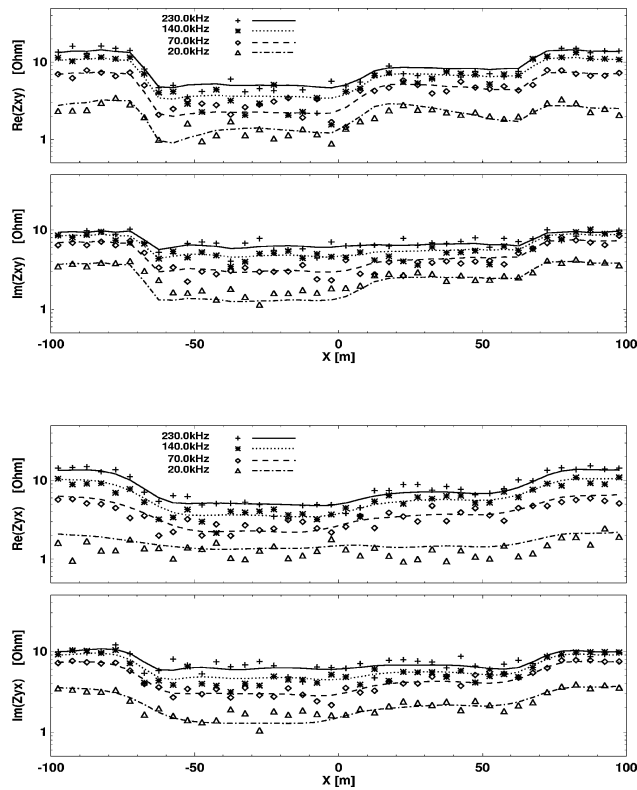 230.0kHz
140.0kHz
70.0kHz
20.0kHz
Re(Zxy) [Ohm]
10
1
Im(Zxy) [Ohm]
10
1
-100 -50 0 50 100
X [m]
230.0kHz
140.0kHz
70.0kHz
20.0kHz
Re(Zyx) [Ohm]
10
1
Im(Zyx) [Ohm]
10
1
-100 -50 0 50 100
X [m]